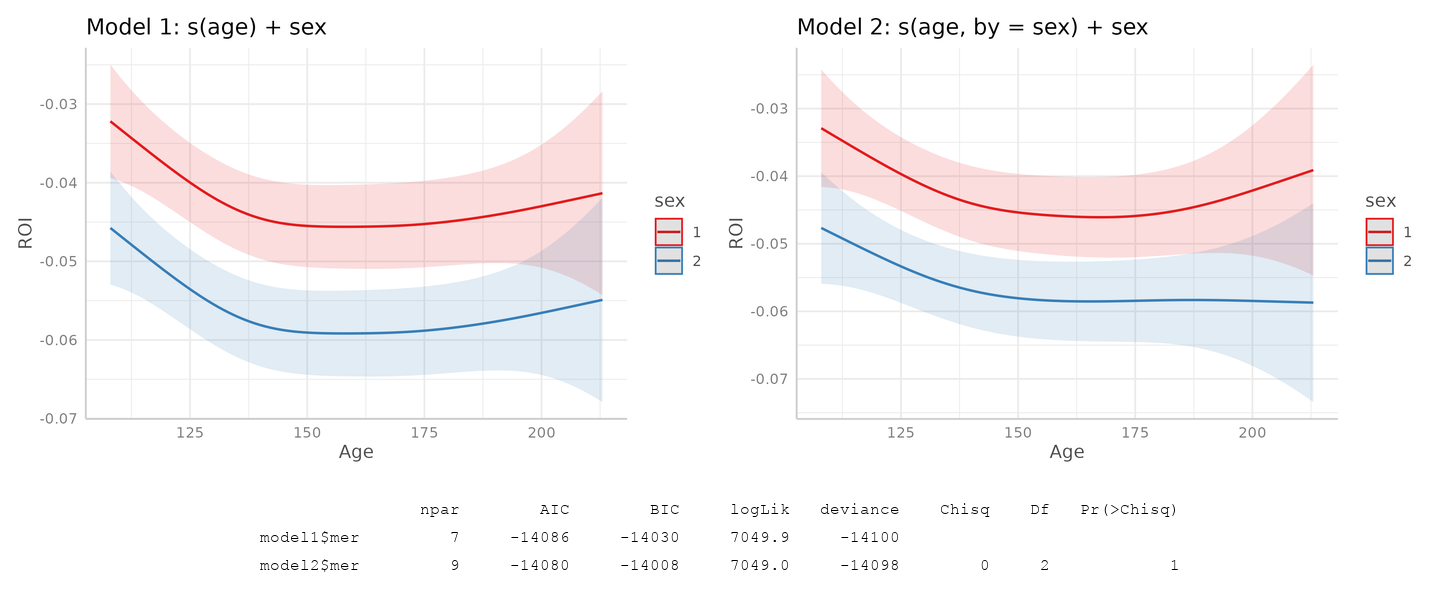 Model 1: s(age) + sex
-0.03
-0.04
-0.05
-0.06
-0.07
ROI
125 150 175 200
Age
sex
1
2
Model 2: s(age, by = sex) + sex
-0.03
-0.04
-0.05
-0.06
-0.07
ROI
125 150 175 200
Age
sex
1
2
npar AIC BIC logLik deviance Chisq Df Pr(>Chisq)
model1$mer 7 -14086 -14030 7049.9 -14100
model2$mer 9 -14080 -14008 7049.0 -14098 0 2 1